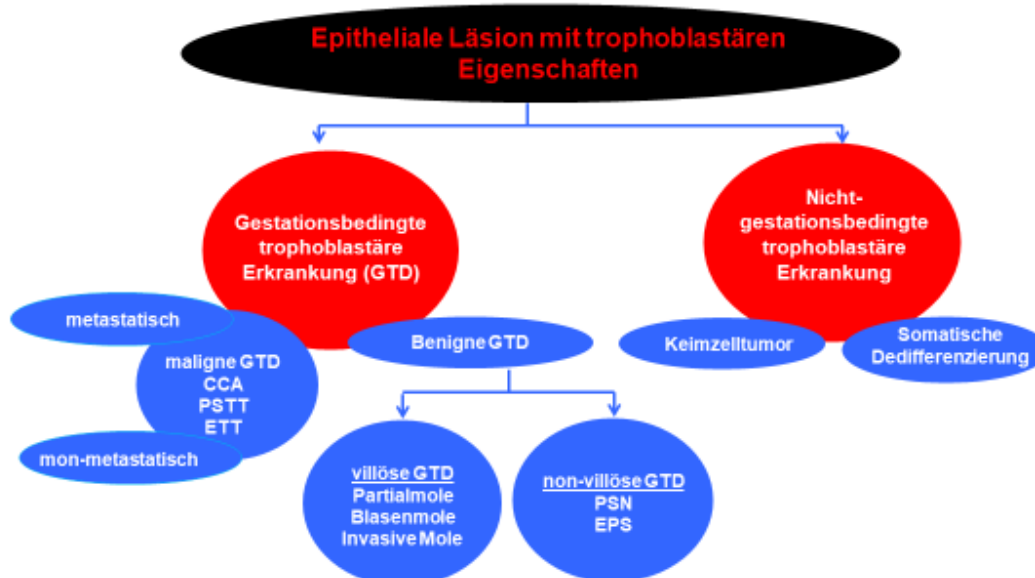 Epitheliale Läsion mit trophoblastären
Eigenschaften
Gestationsbedingte
trophoblastäre
Erkrankung (GTD)
Nicht-
gestationsbedingte
trophoblastäre
Erkrankung
metastatisch
maligne GTD
CCA
PSTT
ETT
mon-metastatisch
Benigne GTD
Keimzelltumor
Somatische
Dedifferenzierung
villöse GTD
Partialmole
Blasenmole
Invasive Mole
non-villöse GTD
PSN
EPS